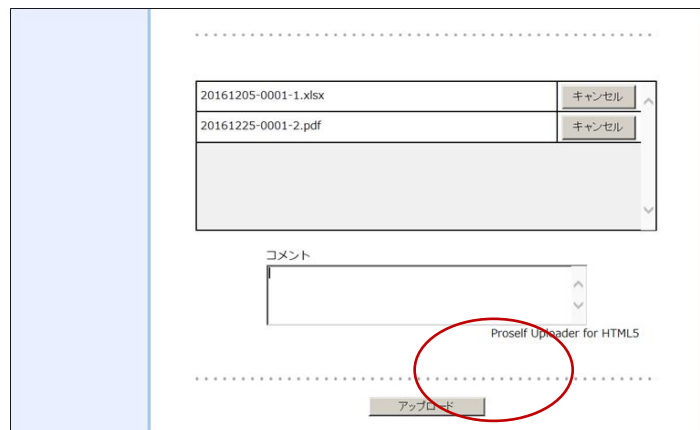 20161205-0001-1.xlsx キャンセル
20161225-0001-2.pdf キャンセル
コメント
Proself Uploader for HTML5
アップロード